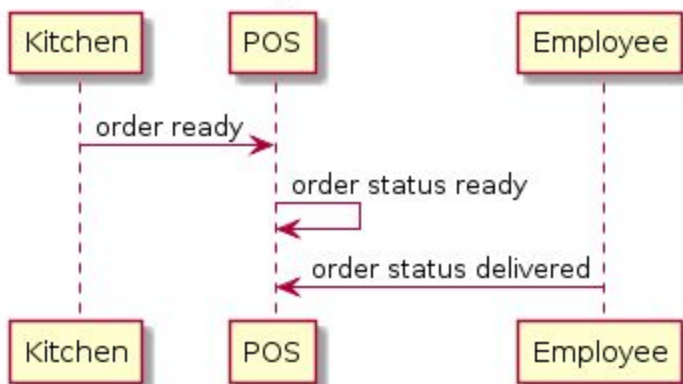 Kitchen
POS
Employee
order ready
order status ready
order status delivered
Kitchen
POS
Employee